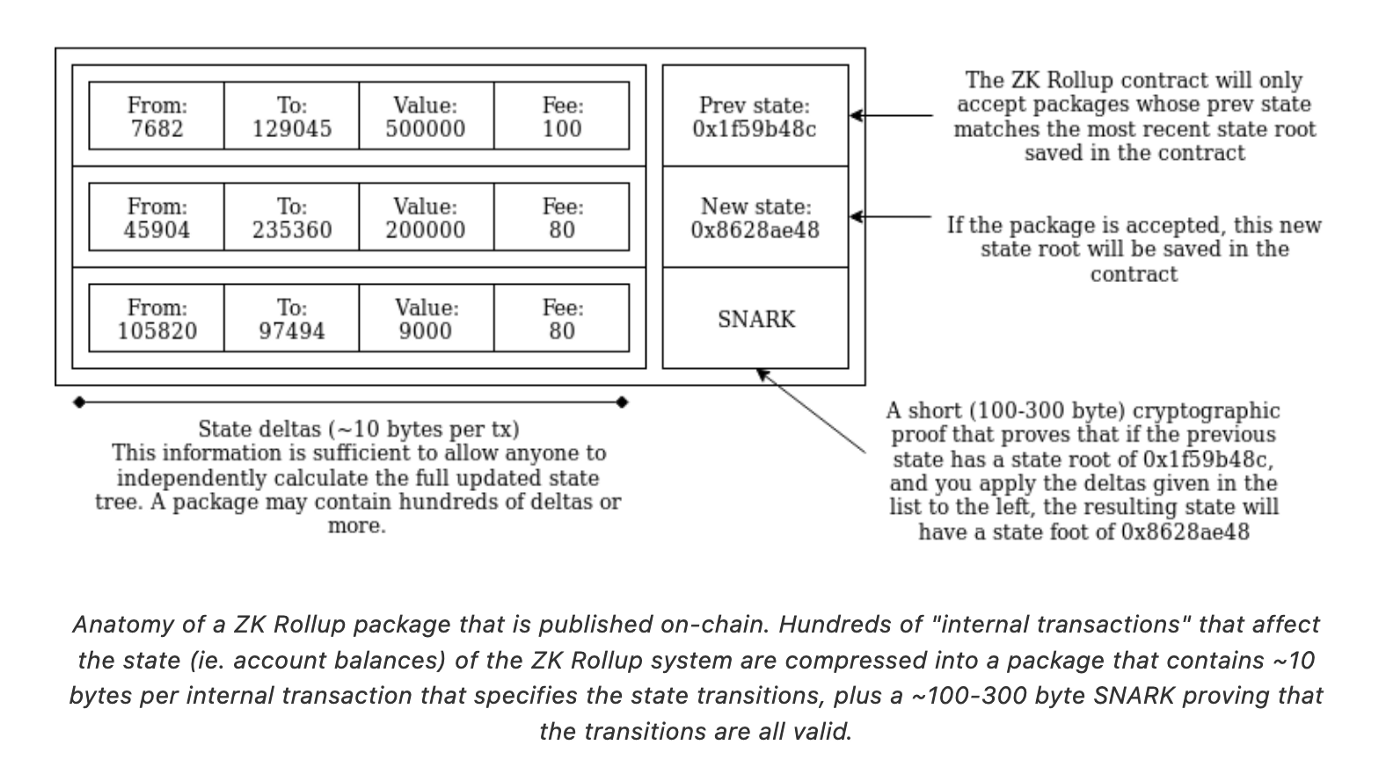 From:
7682
To:
129045
Value:
500000
Fee:
100
Prev state:
0x1f59b48c
The ZK Rollup contract will only
accept packages whose prev state
matches the most recent state root
saved in the contract
From:
45904
To:
235360
Value:
200000
Fee:
80
New state:
0x8628ae48
If the package is accepted, this new
state root will be saved in the
contract
From:
105820
To:
97494
Value:
9000
Fee:
80
SNARK
State deltas (~10 bytes per tx)
This information is sufficient to allow anyone to
independently calculate the full updated state
tree. A package may contain hundreds of deltas or
more.
A short (100-300 byte) cryptographic
proof that proves that if the previous
state has a state root of 0x1f59b48c,
and you apply the deltas given in the
list to the left, the resulting state will
have a state foot of 0x8628ae48
Anatomy of a ZK Rollup package that is published on-chain. Hundreds of "internal transactions" that affect
the state (ie. account balances) of the ZK Rollup system are compressed into a package that contains ~10
bytes per internal transaction that specifies the state transitions, plus a ~100-300 byte SNARK proving that
the transitions are all valid.